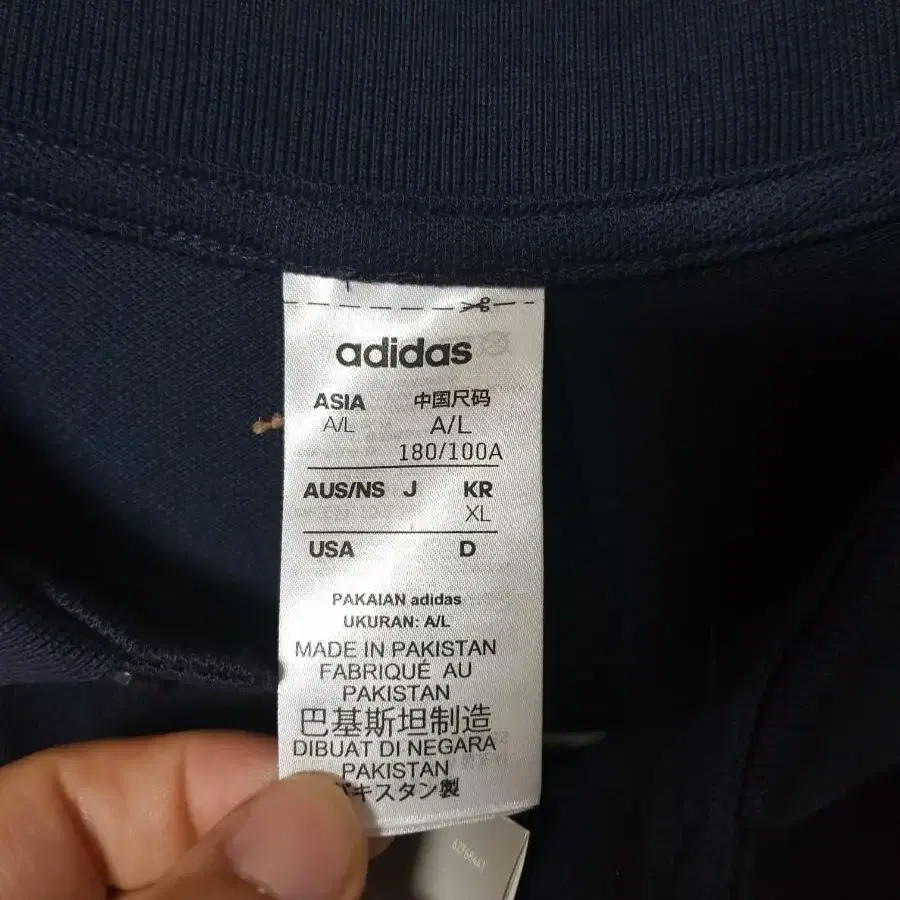 adidas
ASIA 中国尺码
A/L A/L
180/100A
AUS/NS J KR
XL
USA D
PAKAIAN adidas
UKURAN: A/L
MADE IN PAKISTAN
FABRIQUÉ AU
PAKISTAN
巴基斯坦制造
DIBUAT DI NEGARA
PAKISTAN
パキスタン製